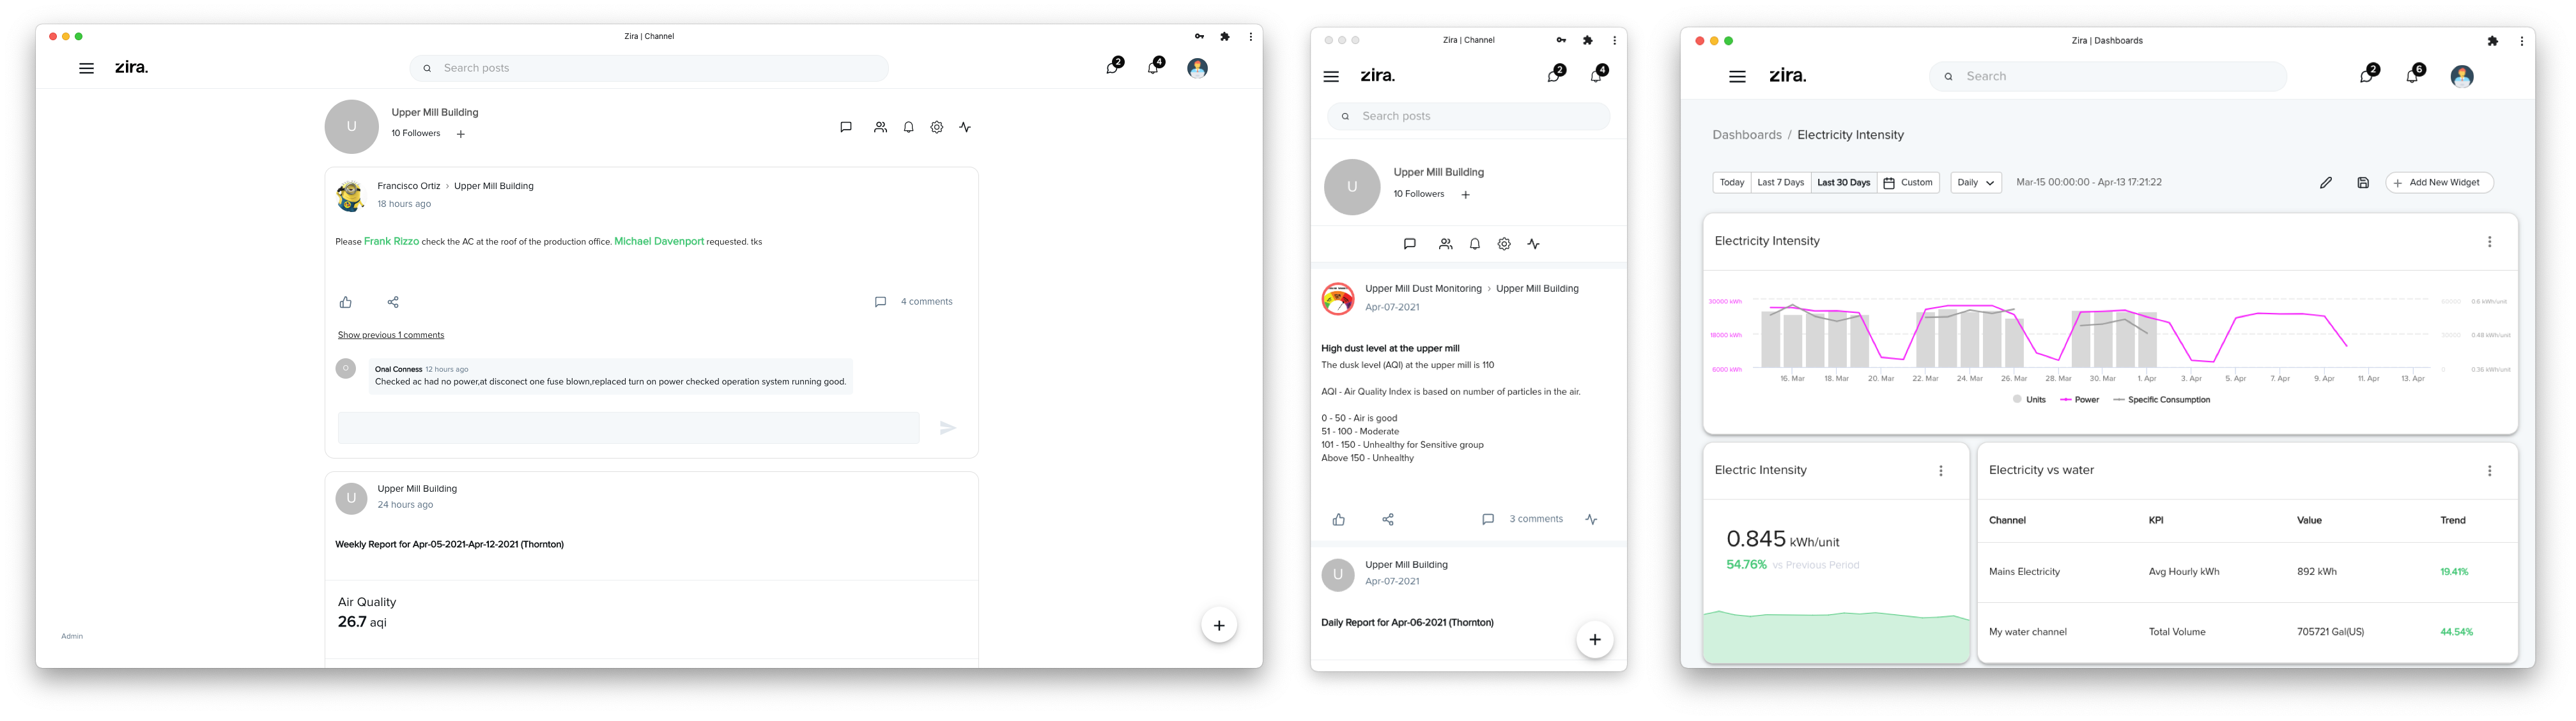 Zira | Channel
zira.
Search posts
2
4
U
Upper Mill Building
10 Followers +
Francisco Ortiz › Upper Mill Building
18 hours ago
Please Frank Rizzo check the AC at the roof of the production office. Michael Davenport requested. tks
4 comments
Show previous 1 comments
O
Onal Conness 12 hours ago
Checked ac had no power,at disconect one fuse blown,replaced turn on power checked operation system running good.
U
Upper Mill Building
24 hours ago
Weekly Report for Apr-05-2021-Apr-12-2021 (Thornton)
Air Quality
26.7 aqi
Admin
+
Zira | Channel
zira.
2
4
Search posts
U
Upper Mill Building
10 Followers +
Upper Mill Dust Monitoring › Upper Mill Building
Apr-07-2021
High dust level at the upper mill
The dusk level (AQI) at the upper mill is 110
AQI - Air Quality Index is based on number of particles in the air.
0 - 50 - Air is good
51 - 100 - Moderate
101 - 150 - Unhealthy for Sensitive group
Above 150 - Unhealthy
3 comments
U
Upper Mill Building
Apr-07-2021
Daily Report for Apr-06-2021 (Thornton)
+
Zira | Dashboards
zira.
Search
2
6
Dashboards / Electricity Intensity
Today Last 7 Days Last 30 Days Custom Daily Mar-15 00:00:00 - Apr-13 17:21:22 + Add New Widget
Electricity Intensity
30000 kWh 60000 0.6 kWh/unit
18000 kWh 30000 0.48 kWh/unit
6000 kWh 0 0.36 kWh/unit
16. Mar 18. Mar 20. Mar 22. Mar 24. Mar 26. Mar 28. Mar 30. Mar 1. Apr 3. Apr 5. Apr 7. Apr 9. Apr 11. Apr 13. Apr
Units Power Specific Consumption
Electric Intensity
0.845 kWh/unit
54.76% vs Previous Period
Electricity vs water
Channel KPI Value Trend
Mains Electricity Avg Hourly kWh 892 kWh 19.41%
My water channel Total Volume 705721 Gal(US) 44.54%